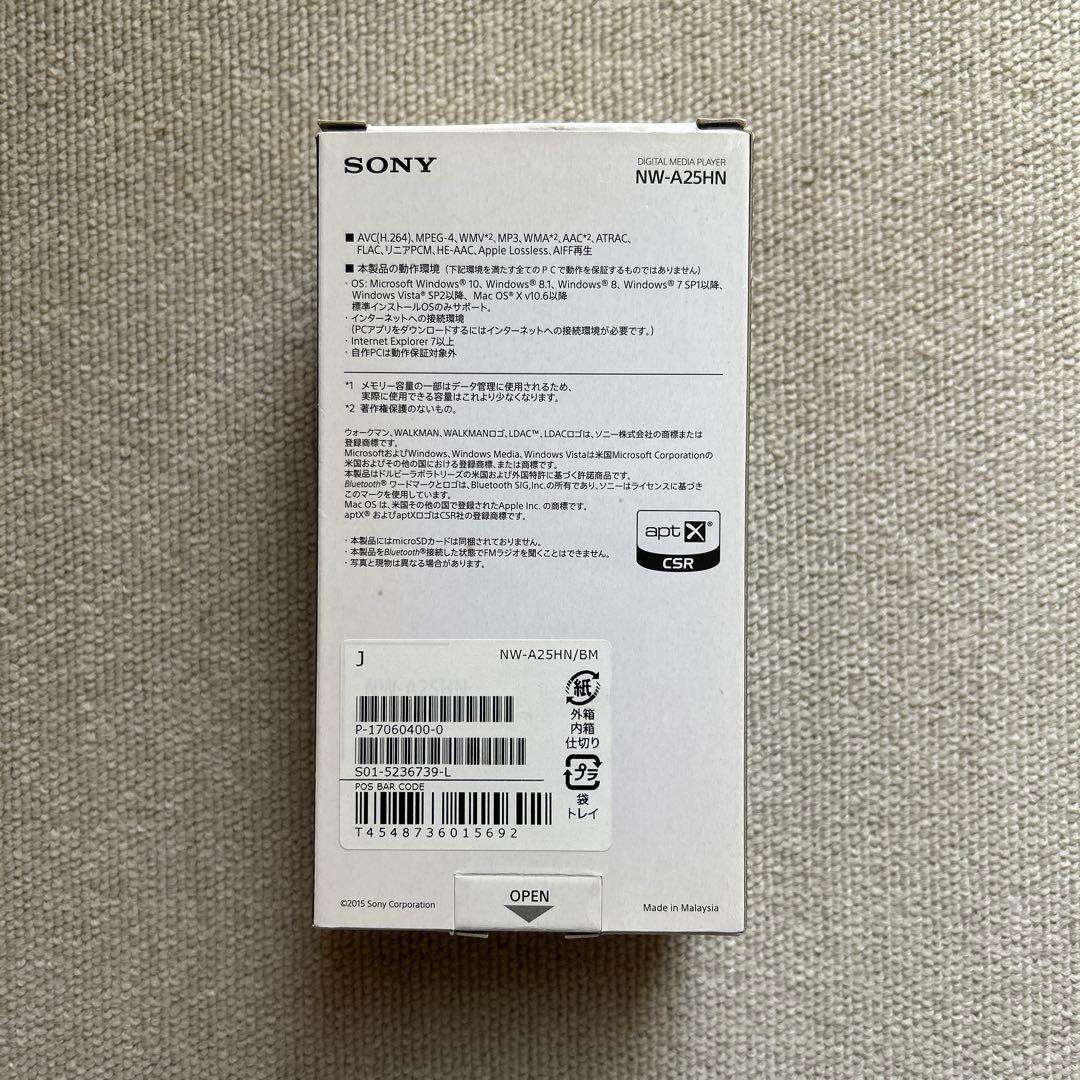 SONY
DIGITAL MEDIA PLAYER
NW-A25HN
■ AVC(H.264)、MPEG-4、WMV*2、MP3、WMA*2、AAC*2、ATRAC、
FLAC、リニアPCM、HE-AAC、Apple Lossless、AIFF再生
■ 本製品の動作環境（下記環境を満たす全てのＰＣで動作を保証するものではありません）
・OS: Microsoft Windows® 10、Windows® 8.1、Windows® 8、Windows® 7 SP1以降、
Windows Vista® SP2以降、Mac OS® X v10.6以降
標準インストールOSのみサポート。
・インターネットへの接続環境
（PCアプリをダウンロードするにはインターネットへの接続環境が必要です。）
・Internet Explorer 7以上
・自作PCは動作保証対象外
*1 メモリー容量の一部はデータ管理に使用されるため、
実際に使用できる容量はこれより少なくなります。
*2 著作権保護のないもの。
ウォークマン、WALKMAN、WALKMANロゴ、LDAC™、LDACロゴは、ソニー株式会社の商標または
登録商標です。
MicrosoftおよびWindows、Windows Media、Windows Vistaは米国Microsoft Corporationの
米国およびその他の国における登録商標、または商標です。
本製品はドルビーラボラトリーズの米国および外国特許に基づく許諾商品です。
Bluetooth® ワードマークとロゴは、Bluetooth SIG,Inc.の所有であり、ソニーはライセンスに基づき
このマークを使用しています。
Mac OS は、米国その他の国で登録されたApple Inc. の商標です。
aptX® およびaptXロゴはCSR社の登録商標です。
aptX®
CSR
・本製品にはmicroSDカードは同梱されておりません。
・本製品をBluetooth®接続した状態でFMラジオを聞くことはできません。
・写真と現物は異なる場合があります。
J
NW-A25HN/BM
NW-A25HN
P-17060400-0
S01-5236739-L
POS BAR CODE
T4548736015692
紙
外箱
内箱
仕切り
プラ
袋
トレイ
©2015 Sony Corporation
OPEN
Made in Malaysia